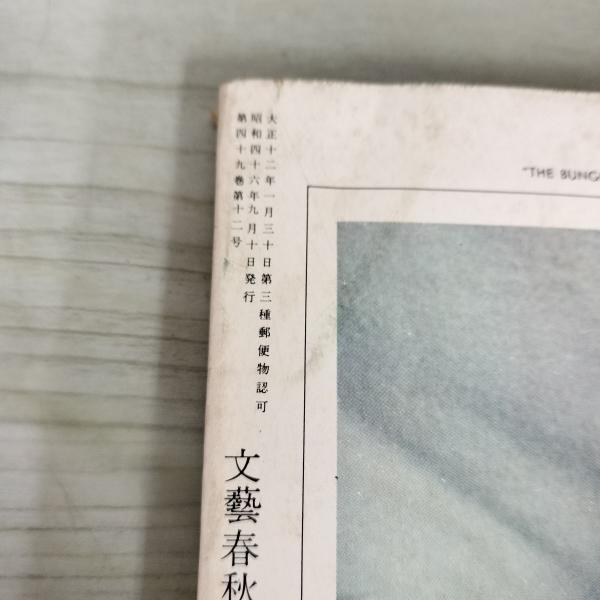 大正十二年一月三十日第三種郵便物認可
昭和四十六年九月十日発行
第四十九巻第十二号
文藝春秋
"THE BUNG